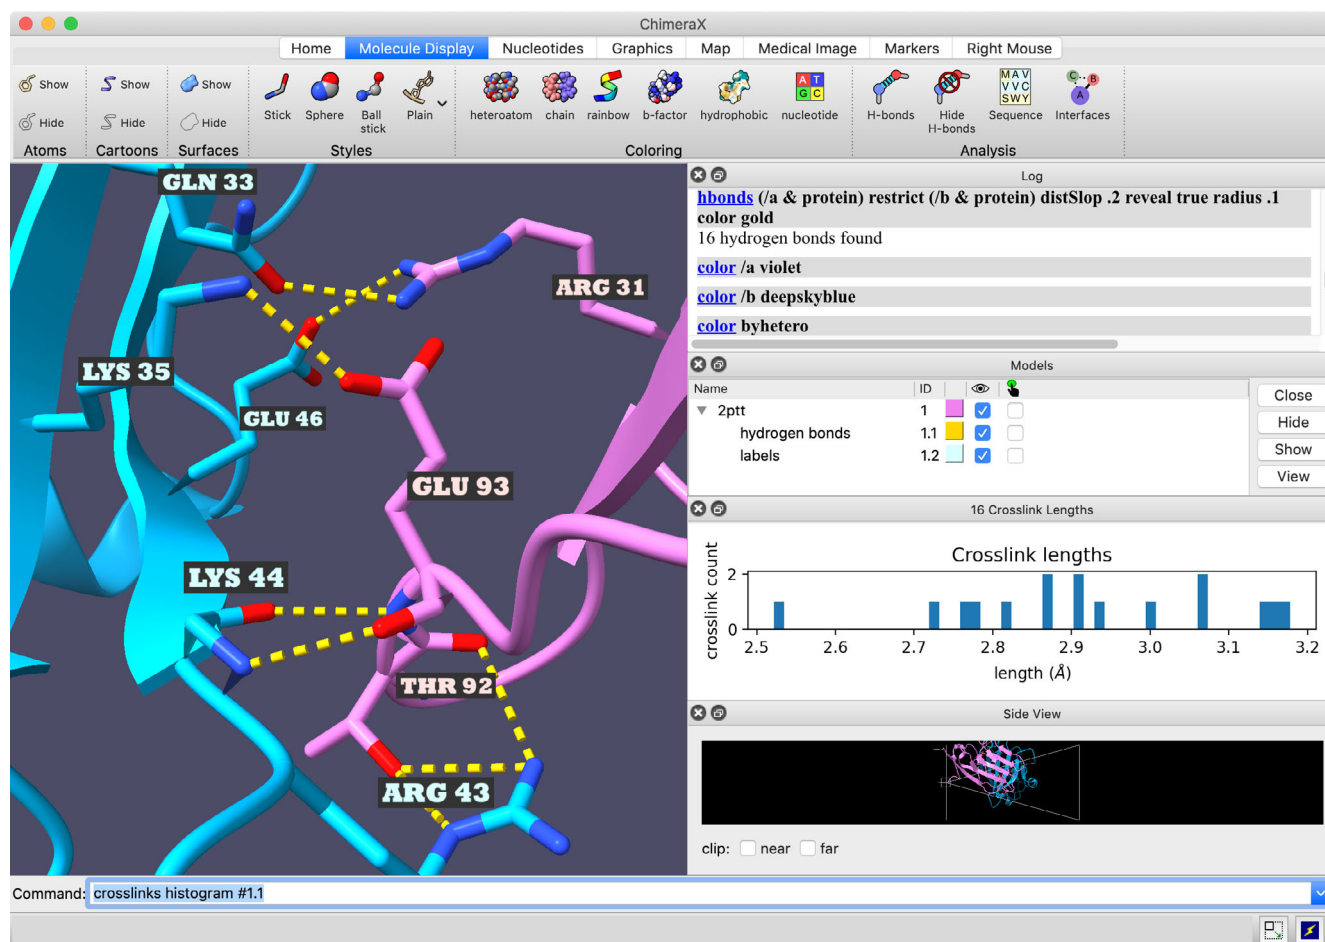 ChimeraX
Home Molecule Display Nucleotides Graphics Map Medical Image Markers Right Mouse
Show Show Show
Hide Hide Hide
Atoms Cartoons Surfaces
Stick Sphere Ball stick Plain
Styles
heteroatom chain rainbow b-factor hydrophobic nucleotide
A T
G C
Coloring
H-bonds Hide H-bonds Sequence Interfaces
M A V
V V C
S W Y
C B
A
Analysis
GLN 33
ARG 31
LYS 35
GLU 46
GLU 93
LYS 44
THR 92
ARG 43
Log
hbonds (/a & protein) restrict (/b & protein) distSlop .2 reveal true radius .1
color gold
16 hydrogen bonds found
color /a violet
color /b deepskyblue
color byhetero
Models
Name ID
2ptt 1
hydrogen bonds 1.1
labels 1.2
Close
Hide
Show
View
16 Crosslink Lengths
Crosslink lengths
crosslink count
2
0
2.5 2.6 2.7 2.8 2.9 3.0 3.1 3.2
length (Å)
Side View
clip: near far
Command: crosslinks histogram #1.1